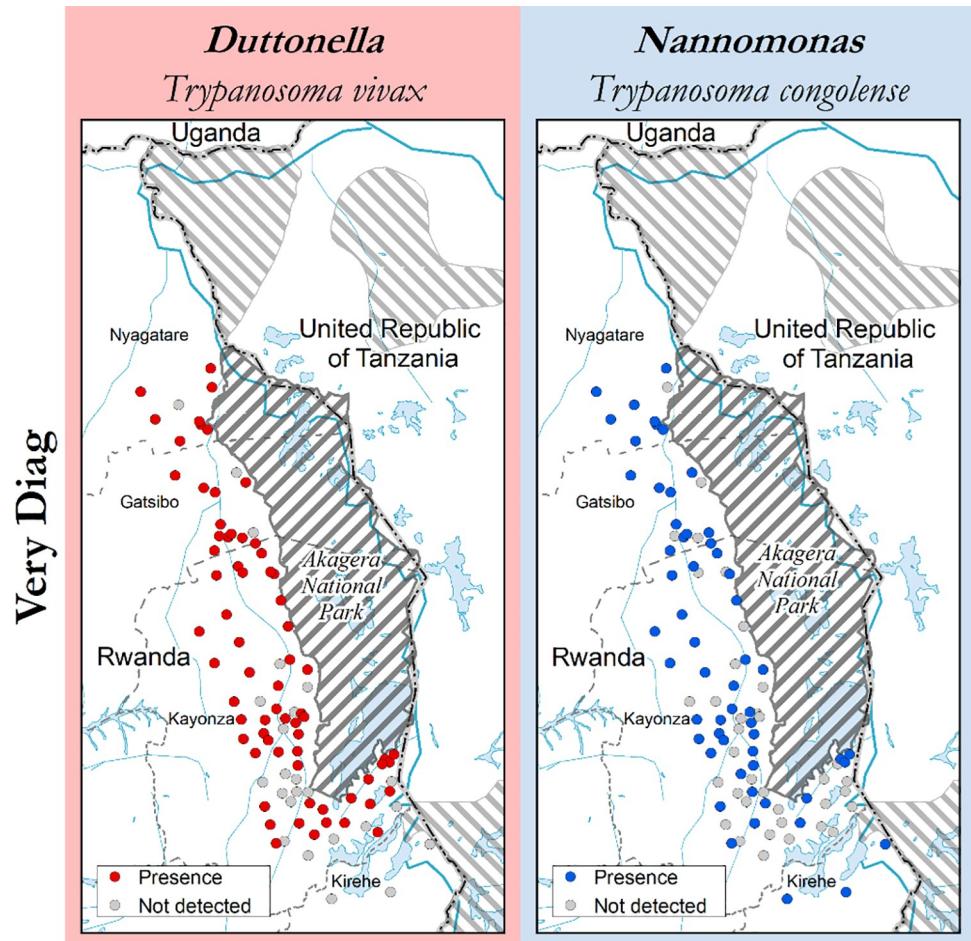 Duttonella
Trypanosoma vivax
Nannomonas
Trypanosoma congolense
Very Diag
Uganda
Nyagatare
United Republic
of Tanzania
Gatsibo
Akagera
National
Park
Rwanda
Kayonza
Kirehe
Presence
Not detected
Uganda
Nyagatare
United Republic
of Tanzania
Gatsibo
Akagera
National
Park
Rwanda
Kayonza
Kirehe
Presence
Not detected